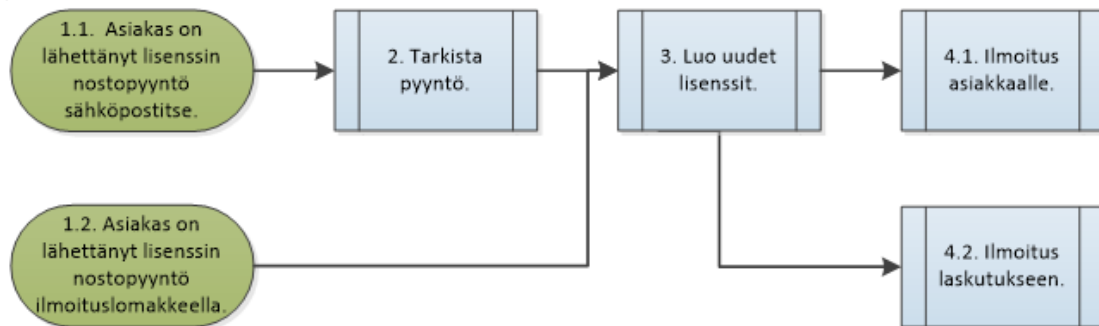 1.1. Asiakas on
lähettänyt lisenssin
nostopyyntö
sähköpostitse.
2. Tarkista
pyyntö.
3. Luo uudet
lisenssit.
4.1. Ilmoitus
asiakkaalle.
1.2. Asiakas on
lähettänyt lisenssin
nostopyyntö
ilmoituslomakkeella.
4.2. Ilmoitus
laskutukseen.